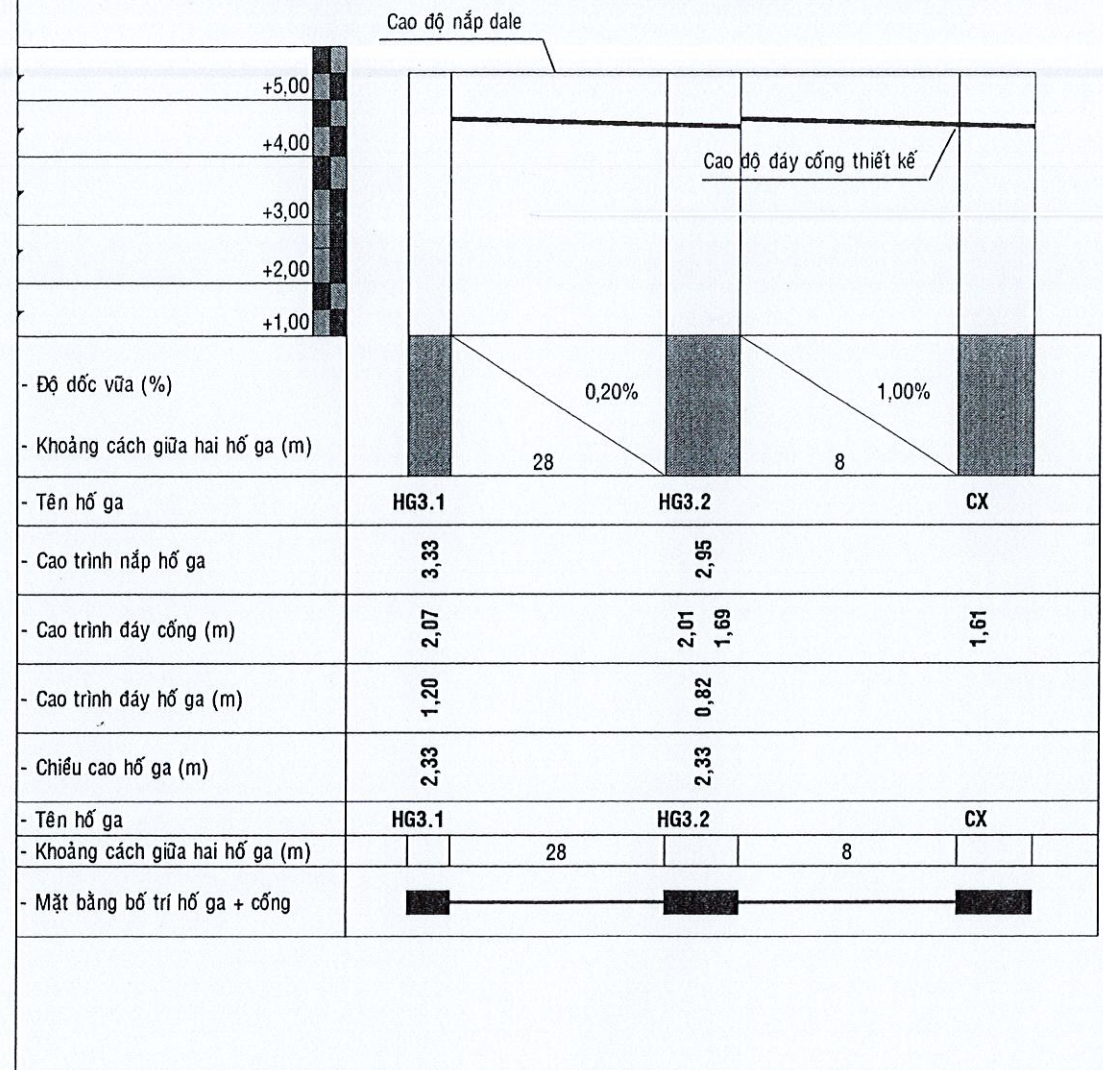 Cao độ nắp dale
+5,00
+4,00
Cao độ dáy cống thiết kế
+3,00
+2,00
+1,00
- Độ dốc vữa (%)
0,20%
1,00%
- Khoảng cách giữa hai hố ga (m)
28
8
- Tên hố ga
HG3.1
HG3.2
CX
- Cao trình nắp hố ga
3,33
2,95
- Cao trình đáy cống (m)
2,07
2,01
1,69
1,61
- Cao trình đáy hố ga (m)
1,20
0,82
- Chiều cao hố ga (m)
2,33
2,33
- Tên hố ga
HG3.1
HG3.2
CX
- Khoảng cách giữa hai hố ga (m)
28
8
- Mặt bằng bố trí hố ga + cống